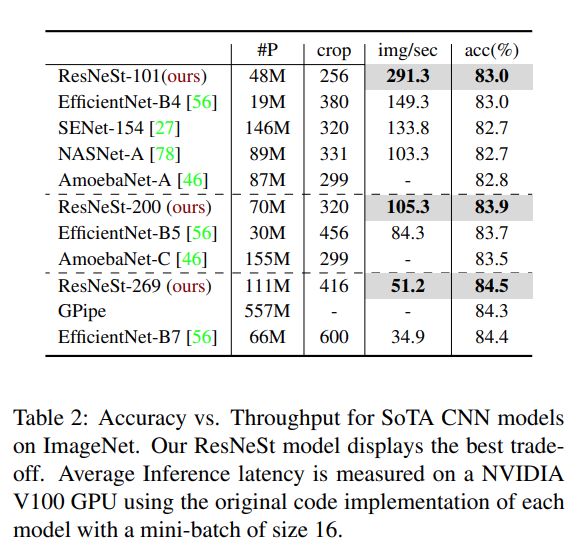 #P crop img/sec acc(%)
ResNeSt-101(ours) 48M 256 291.3 83.0
EfficientNet-B4 [56] 19M 380 149.3 83.0
SENet-154 [27] 146M 320 133.8 82.7
NASNet-A [78] 89M 331 103.3 82.7
AmoebaNet-A [46] 87M 299 - 82.8
ResNeSt-200 (ours) 70M 320 105.3 83.9
EfficientNet-B5 [56] 30M 456 84.3 83.7
AmoebaNet-C [46] 155M 299 - 83.5
ResNeSt-269 (ours) 111M 416 51.2 84.5
GPipe 557M - - 84.3
EfficientNet-B7 [56] 66M 600 34.9 84.4
Table 2: Accuracy vs. Throughput for SoTA CNN models
on ImageNet. Our ResNeSt model displays the best trade-
off. Average Inference latency is measured on a NVIDIA
V100 GPU using the original code implementation of each
model with a mini-batch of size 16.